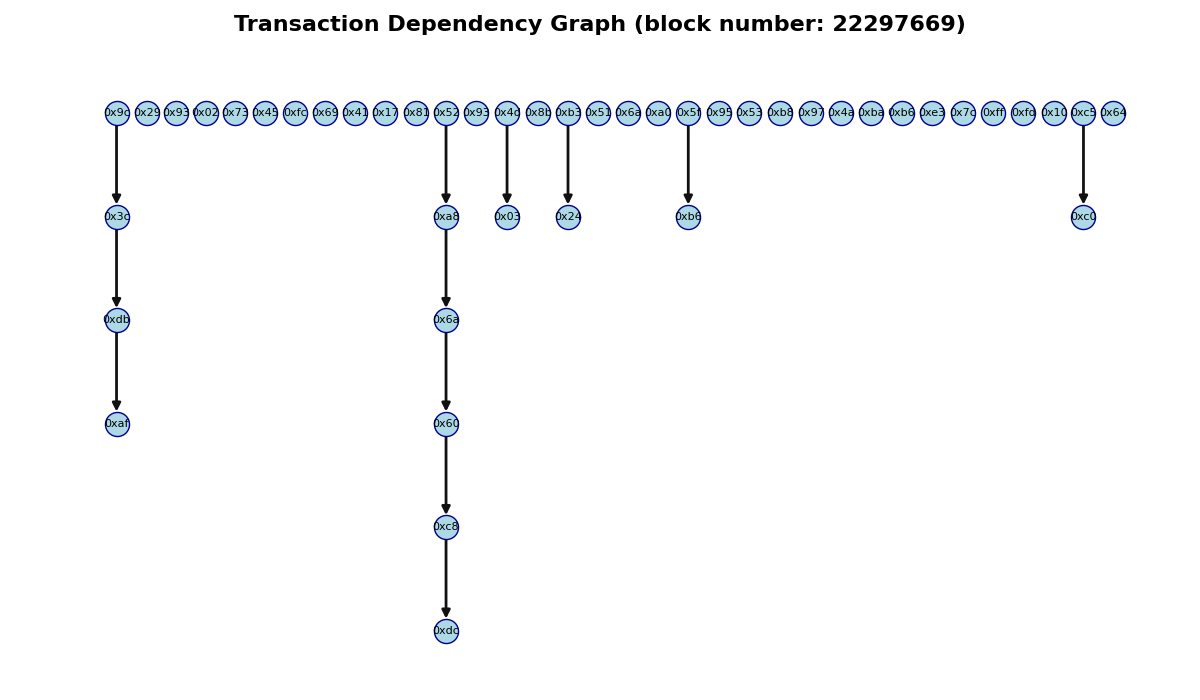 Transaction Dependency Graph (block number: 22297669)
0x9c 0x29 0x93 0x02 0x73 0x45 0xfc 0x69 0x41 0x17 0x81 0x52 0x93 0x4d 0x8b 0xb3 0x51 0x6a 0xa0 0x5f 0x95 0x53 0xb8 0x97 0x4a 0xba 0xb6 0xe3 0x7c 0xff 0xfd 0x10 0xc5 0x64
0x3c 0xa8 0x03 0x24 0xb6 0xc0
0xdb 0x6a
0xaf 0x60
0xc8
0xdc